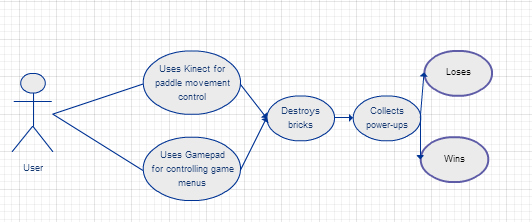 User
Uses Kinect for
paddle movement
control
Uses Gamepad
for controlling game
menus
Destroys
bricks
Collects
power-ups
Loses
Wins